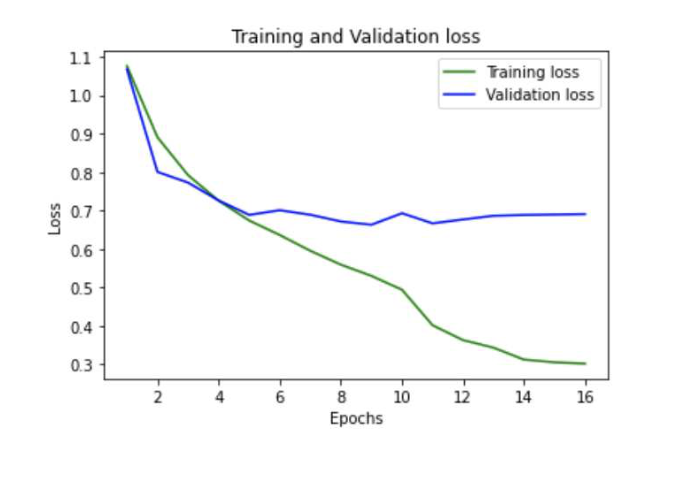 Training and Validation loss
Training loss
Validation loss
1.1
1.0
0.9
0.8
0.7
0.6
0.5
0.4
0.3
Loss
2 4 6 8 10 12 14 16
Epochs